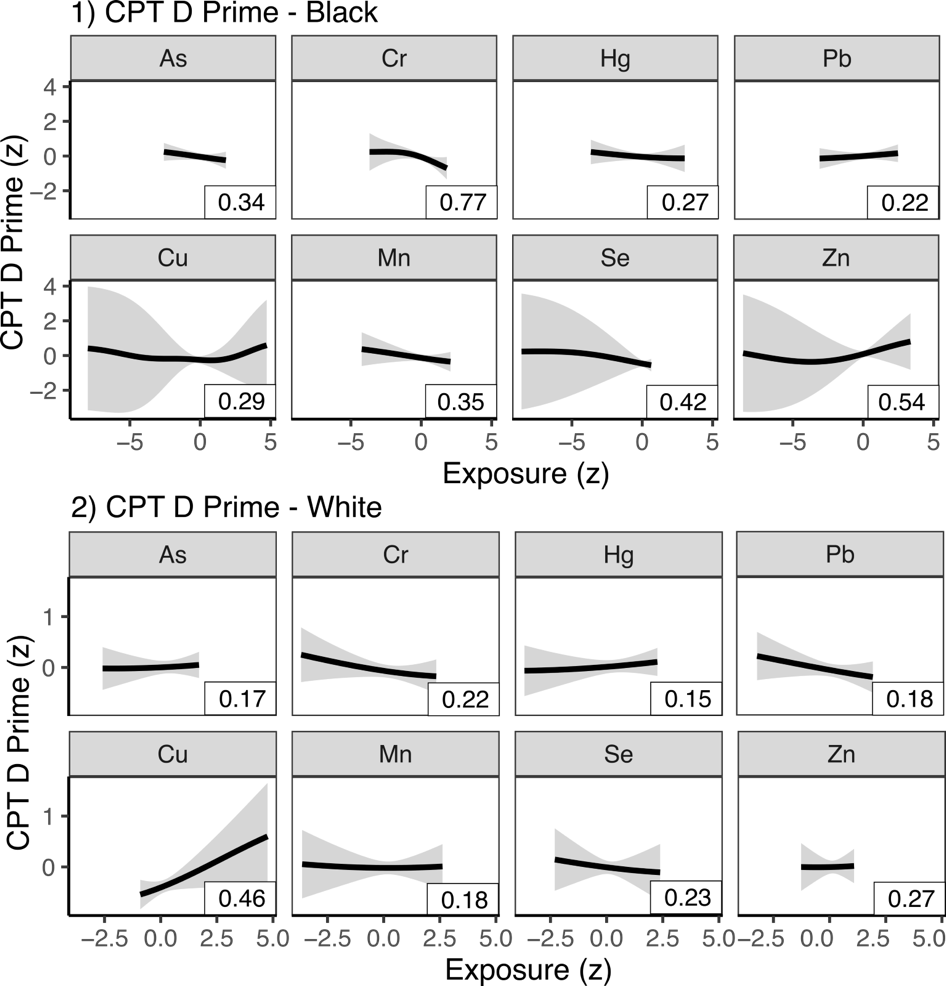 1) CPT D Prime - Black
As Cr Hg Pb
4
2
0
−2
0.34 0.77 0.27 0.22
Cu Mn Se Zn
4
2
0
−2
0.29 0.35 0.42 0.54
−5 0 5 −5 0 5 −5 0 5 −5 0 5
CPT D Prime (z)
Exposure (z)
2) CPT D Prime - White
As Cr Hg Pb
1
0
0.17 0.22 0.15 0.18
Cu Mn Se Zn
1
0
0.46 0.18 0.23 0.27
−2.5 0.0 2.5 5.0 −2.5 0.0 2.5 5.0 −2.5 0.0 2.5 5.0 −2.5 0.0 2.5 5.0
CPT D Prime (z)
Exposure (z)